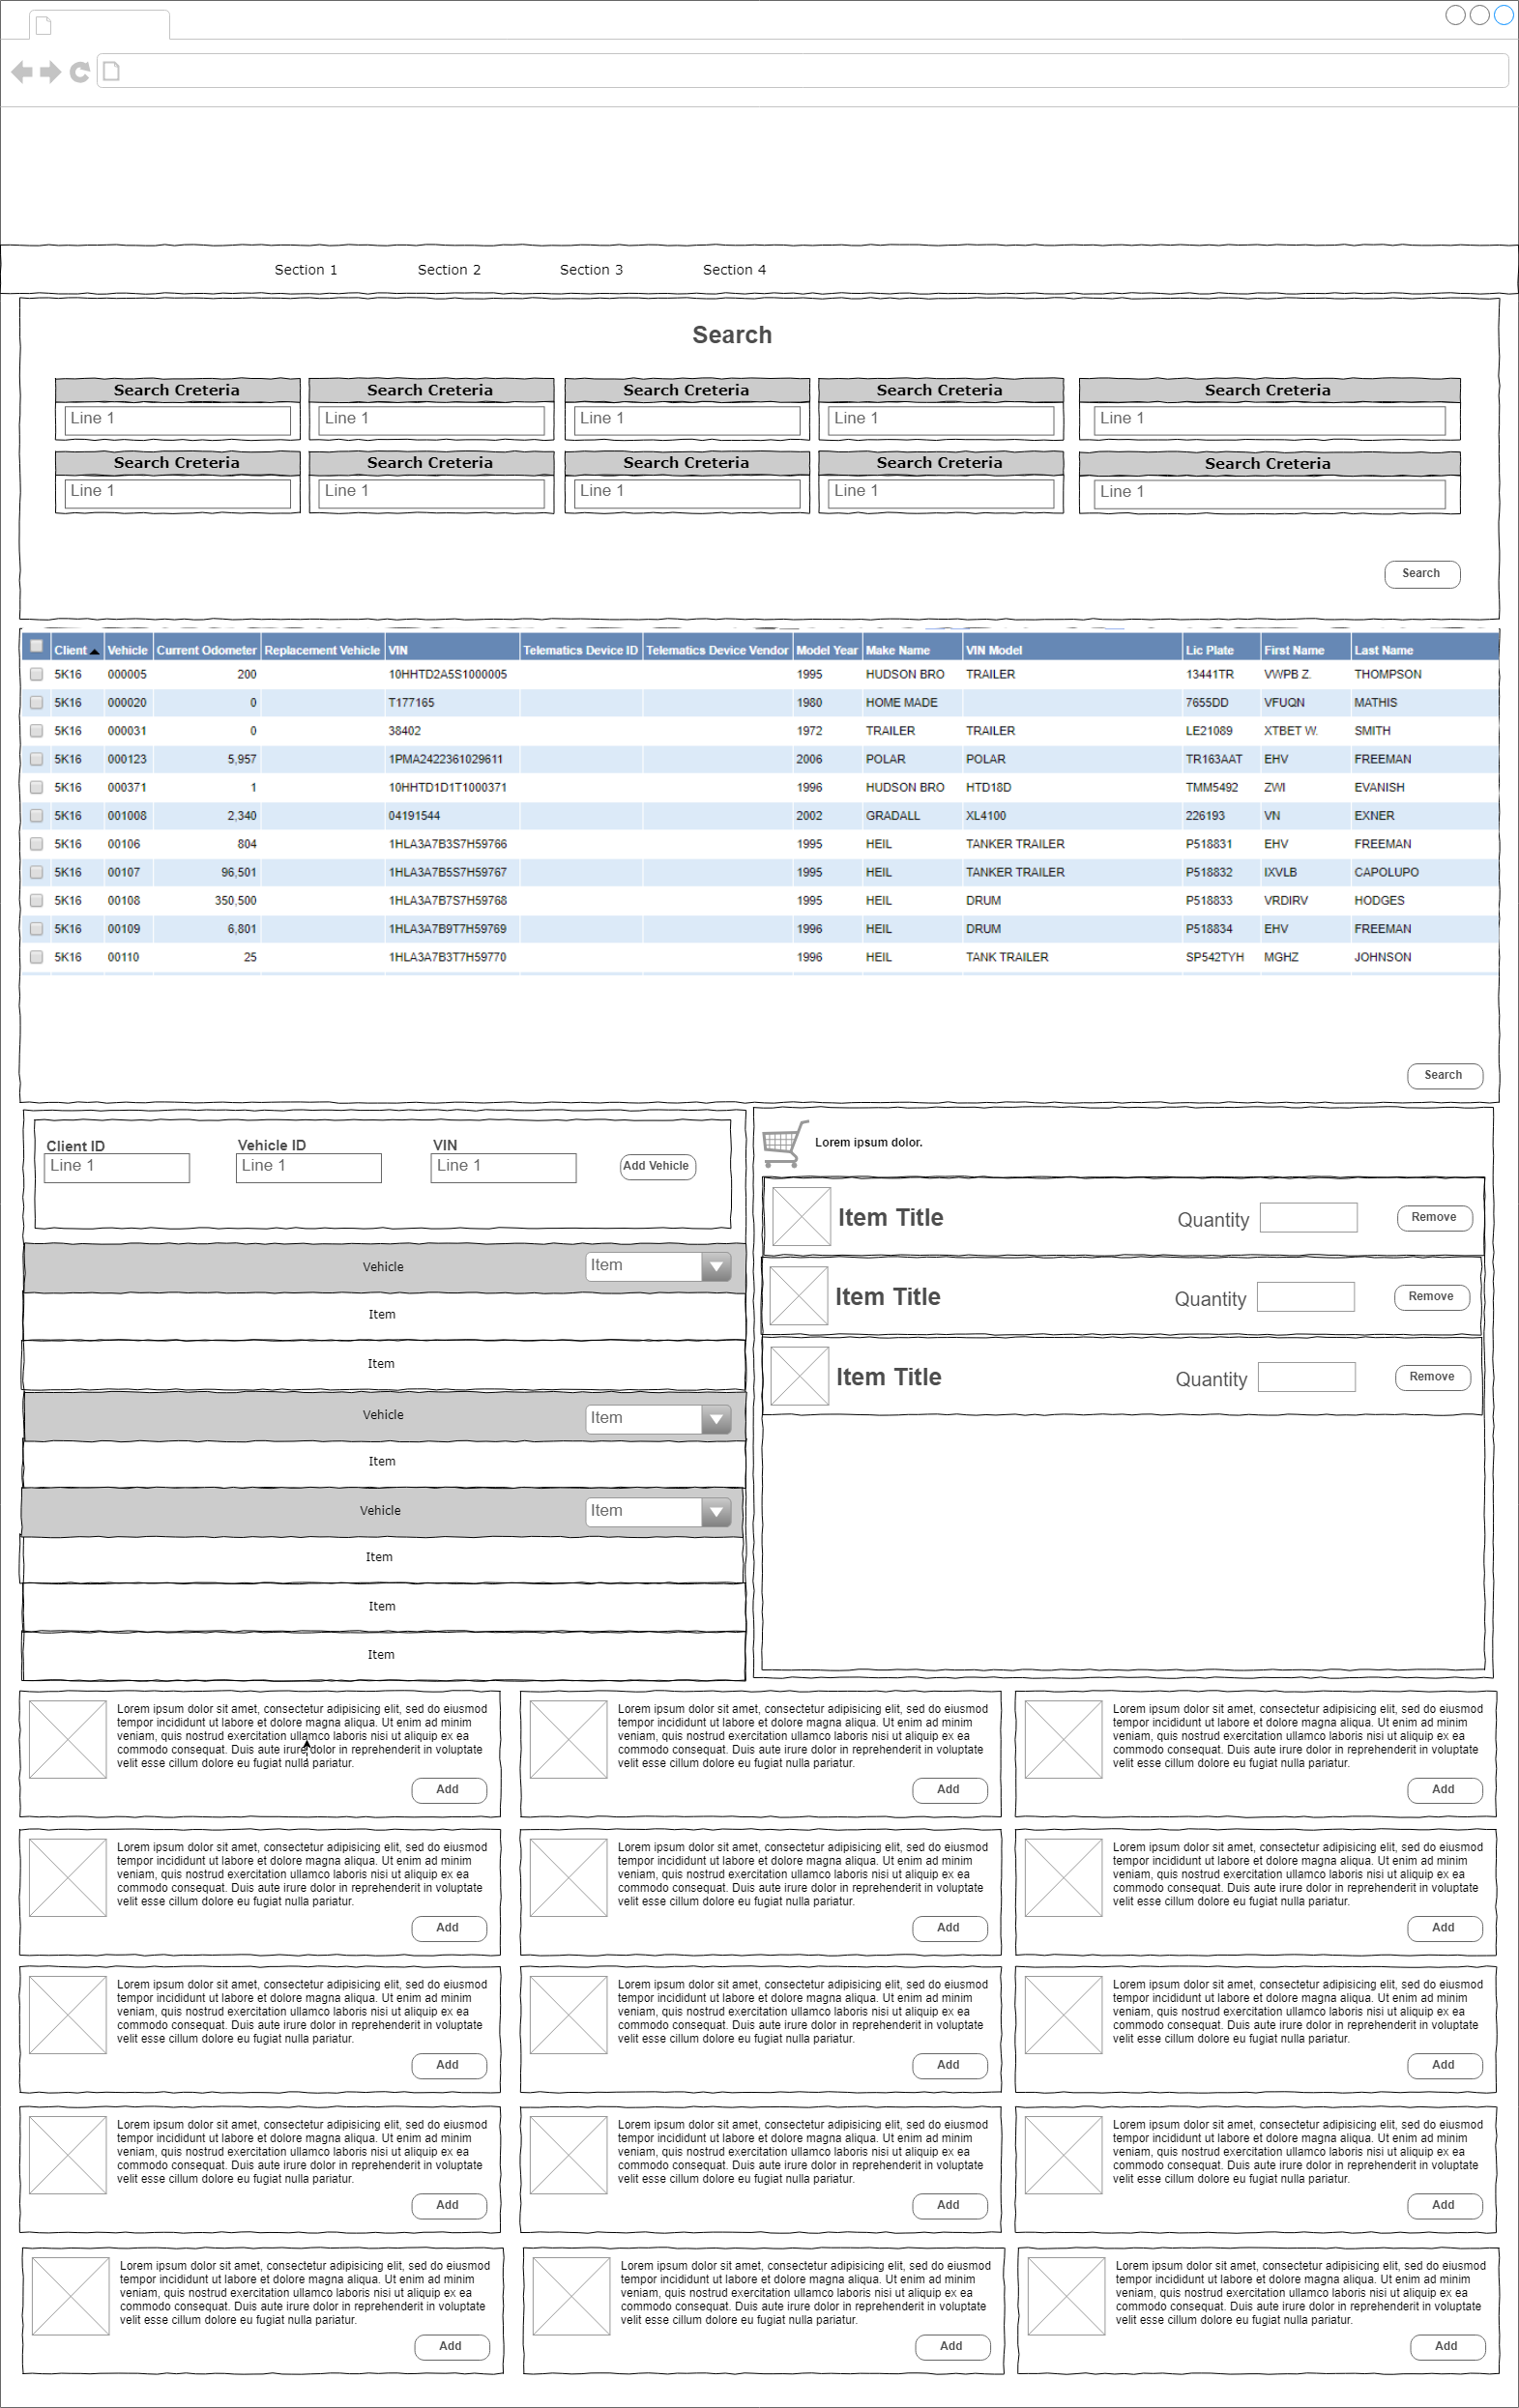 Section 1 Section 2 Section 3 Section 4
Search
Search Creteria Search Creteria Search Creteria Search Creteria Search Creteria
Line 1 Line 1 Line 1 Line 1 Line 1
Search Creteria Search Creteria Search Creteria Search Creteria Search Creteria
Line 1 Line 1 Line 1 Line 1 Line 1
Search
Client Vehicle Current Odometer Replacement Vehicle VIN Telematics Device ID Telematics Device Vendor Model Year Make Name VIN Model Lic Plate First Name Last Name
5K16 000005 200 10HHTD2A5S1000005 1995 HUDSON BRO TRAILER 13441TR VWPB Z. THOMPSON
5K16 000020 0 T177165 1980 HOME MADE 7655DD VFUQN MATHIS
5K16 000031 0 38402 1972 TRAILER TRAILER LE21089 XTBET W. SMITH
5K16 000123 5,957 1PMA2422361029611 2006 POLAR POLAR TR163AAT EHV FREEMAN
5K16 000371 1 10HHTD1D1T1000371 1996 HUDSON BRO HTD18D TMM5492 ZWI EVANISH
5K16 001008 2,340 04191544 2002 GRADALL XL4100 226193 VN EXNER
5K16 00106 804 1HLA3A7B3S7H59766 1995 HEIL TANKER TRAILER P518831 EHV FREEMAN
5K16 00107 96,501 1HLA3A7B5S7H59767 1995 HEIL TANKER TRAILER P518832 IXVLB CAPOLUPO
5K16 00108 350,500 1HLA3A7B7S7H59768 1995 HEIL DRUM P518833 VRDIRV HODGES
5K16 00109 6,801 1HLA3A7B9T7H59769 1996 HEIL DRUM P518834 EHV FREEMAN
5K16 00110 25 1HLA3A7B3T7H59770 1996 HEIL TANK TRAILER SP542TYH MGHZ JOHNSON
Search
Client ID Vehicle ID VIN
Line 1 Line 1 Line 1 Add Vehicle
Vehicle Item
Item
Item
Vehicle Item
Item
Vehicle Item
Item
Item
Item
Lorem ipsum dolor.
Item Title Quantity Remove
Item Title Quantity Remove
Item Title Quantity Remove
Lorem ipsum dolor sit amet, consectetur adipisicing elit, sed do eiusmod
tempor incididunt ut labore et dolore magna aliqua. Ut enim ad minim
veniam, quis nostrud exercitation ullamco laboris nisi ut aliquip ex ea
commodo consequat. Duis aute irure dolor in reprehenderit in voluptate
velit esse cillum dolore eu fugiat nulla pariatur.
Add
Lorem ipsum dolor sit amet, consectetur adipisicing elit, sed do eiusmod
tempor incididunt ut labore et dolore magna aliqua. Ut enim ad minim
veniam, quis nostrud exercitation ullamco laboris nisi ut aliquip ex ea
commodo consequat. Duis aute irure dolor in reprehenderit in voluptate
velit esse cillum dolore eu fugiat nulla pariatur.
Add
Lorem ipsum dolor sit amet, consectetur adipisicing elit, sed do eiusmod
tempor incididunt ut labore et dolore magna aliqua. Ut enim ad minim
veniam, quis nostrud exercitation ullamco laboris nisi ut aliquip ex ea
commodo consequat. Duis aute irure dolor in reprehenderit in voluptate
velit esse cillum dolore eu fugiat nulla pariatur.
Add
Lorem ipsum dolor sit amet, consectetur adipisicing elit, sed do eiusmod
tempor incididunt ut labore et dolore magna aliqua. Ut enim ad minim
veniam, quis nostrud exercitation ullamco laboris nisi ut aliquip ex ea
commodo consequat. Duis aute irure dolor in reprehenderit in voluptate
velit esse cillum dolore eu fugiat nulla pariatur.
Add
Lorem ipsum dolor sit amet, consectetur adipisicing elit, sed do eiusmod
tempor incididunt ut labore et dolore magna aliqua. Ut enim ad minim
veniam, quis nostrud exercitation ullamco laboris nisi ut aliquip ex ea
commodo consequat. Duis aute irure dolor in reprehenderit in voluptate
velit esse cillum dolore eu fugiat nulla pariatur.
Add
Lorem ipsum dolor sit amet, consectetur adipisicing elit, sed do eiusmod
tempor incididunt ut labore et dolore magna aliqua. Ut enim ad minim
veniam, quis nostrud exercitation ullamco laboris nisi ut aliquip ex ea
commodo consequat. Duis aute irure dolor in reprehenderit in voluptate
velit esse cillum dolore eu fugiat nulla pariatur.
Add
Lorem ipsum dolor sit amet, consectetur adipisicing elit, sed do eiusmod
tempor incididunt ut labore et dolore magna aliqua. Ut enim ad minim
veniam, quis nostrud exercitation ullamco laboris nisi ut aliquip ex ea
commodo consequat. Duis aute irure dolor in reprehenderit in voluptate
velit esse cillum dolore eu fugiat nulla pariatur.
Add
Lorem ipsum dolor sit amet, consectetur adipisicing elit, sed do eiusmod
tempor incididunt ut labore et dolore magna aliqua. Ut enim ad minim
veniam, quis nostrud exercitation ullamco laboris nisi ut aliquip ex ea
commodo consequat. Duis aute irure dolor in reprehenderit in voluptate
velit esse cillum dolore eu fugiat nulla pariatur.
Add
Lorem ipsum dolor sit amet, consectetur adipisicing elit, sed do eiusmod
tempor incididunt ut labore et dolore magna aliqua. Ut enim ad minim
veniam, quis nostrud exercitation ullamco laboris nisi ut aliquip ex ea
commodo consequat. Duis aute irure dolor in reprehenderit in voluptate
velit esse cillum dolore eu fugiat nulla pariatur.
Add
Lorem ipsum dolor sit amet, consectetur adipisicing elit, sed do eiusmod
tempor incididunt ut labore et dolore magna aliqua. Ut enim ad minim
veniam, quis nostrud exercitation ullamco laboris nisi ut aliquip ex ea
commodo consequat. Duis aute irure dolor in reprehenderit in voluptate
velit esse cillum dolore eu fugiat nulla pariatur.
Add
Lorem ipsum dolor sit amet, consectetur adipisicing elit, sed do eiusmod
tempor incididunt ut labore et dolore magna aliqua. Ut enim ad minim
veniam, quis nostrud exercitation ullamco laboris nisi ut aliquip ex ea
commodo consequat. Duis aute irure dolor in reprehenderit in voluptate
velit esse cillum dolore eu fugiat nulla pariatur.
Add
Lorem ipsum dolor sit amet, consectetur adipisicing elit, sed do eiusmod
tempor incididunt ut labore et dolore magna aliqua. Ut enim ad minim
veniam, quis nostrud exercitation ullamco laboris nisi ut aliquip ex ea
commodo consequat. Duis aute irure dolor in reprehenderit in voluptate
velit esse cillum dolore eu fugiat nulla pariatur.
Add
Lorem ipsum dolor sit amet, consectetur adipisicing elit, sed do eiusmod
tempor incididunt ut labore et dolore magna aliqua. Ut enim ad minim
veniam, quis nostrud exercitation ullamco laboris nisi ut aliquip ex ea
commodo consequat. Duis aute irure dolor in reprehenderit in voluptate
velit esse cillum dolore eu fugiat nulla pariatur.
Add
Lorem ipsum dolor sit amet, consectetur adipisicing elit, sed do eiusmod
tempor incididunt ut labore et dolore magna aliqua. Ut enim ad minim
veniam, quis nostrud exercitation ullamco laboris nisi ut aliquip ex ea
commodo consequat. Duis aute irure dolor in reprehenderit in voluptate
velit esse cillum dolore eu fugiat nulla pariatur.
Add
Lorem ipsum dolor sit amet, consectetur adipisicing elit, sed do eiusmod
tempor incididunt ut labore et dolore magna aliqua. Ut enim ad minim
veniam, quis nostrud exercitation ullamco laboris nisi ut aliquip ex ea
commodo consequat. Duis aute irure dolor in reprehenderit in voluptate
velit esse cillum dolore eu fugiat nulla pariatur.
Add